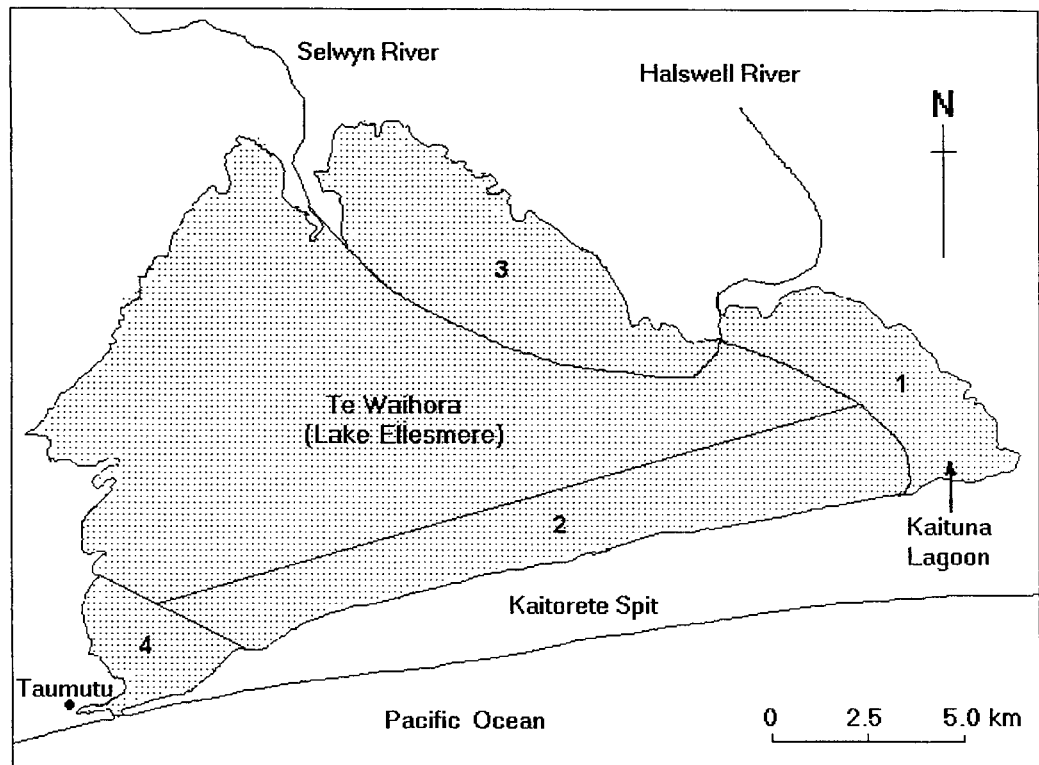 Selwyn River
Halswell River
N
3
1
Te Waihora
(Lake Ellesmere)
2
Kaituna
Lagoon
Kaitorete Spit
4
Taumutu
Pacific Ocean
0 2.5 5.0 km